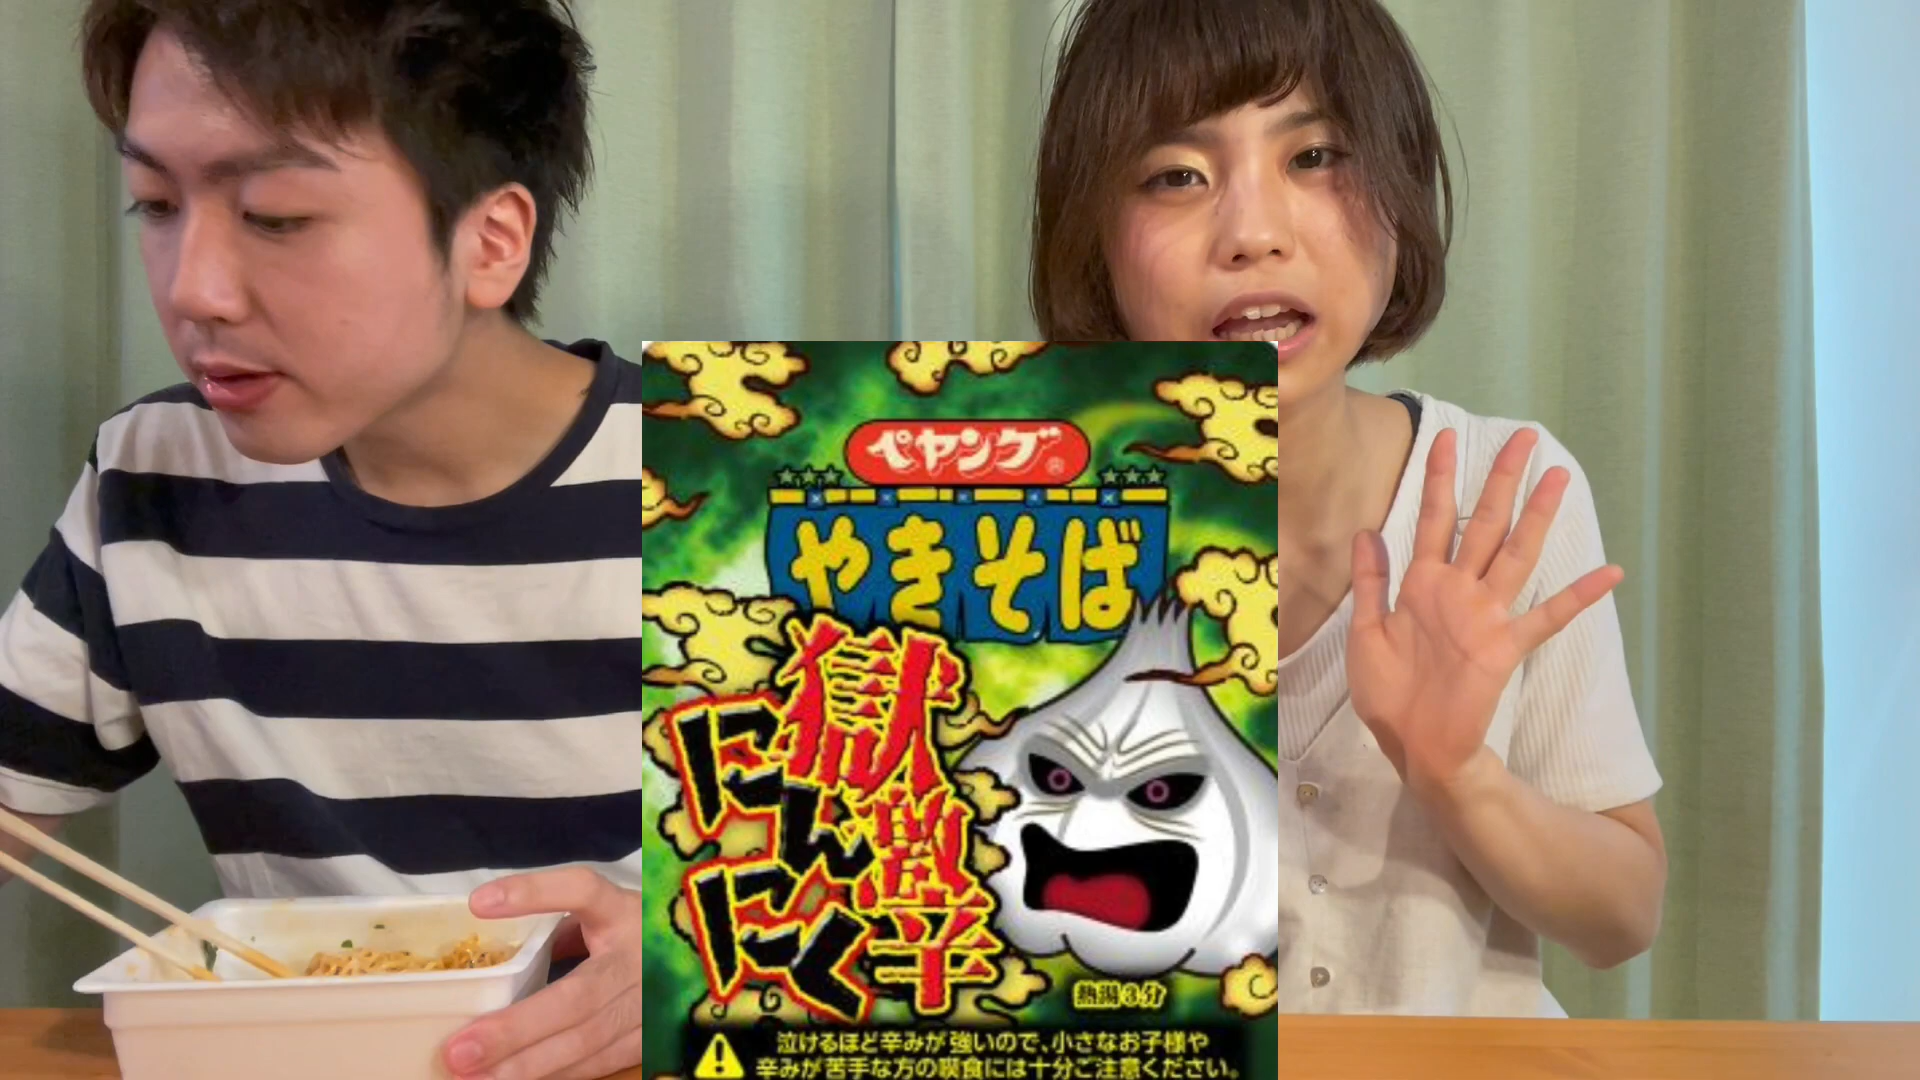 ペヤング®
やきそば
獄激辛
にんにく
熱湯3分
泣けるほど辛みが強いので、小さなお子様や
辛みが苦手な方の喫食には十分ご注意ください。